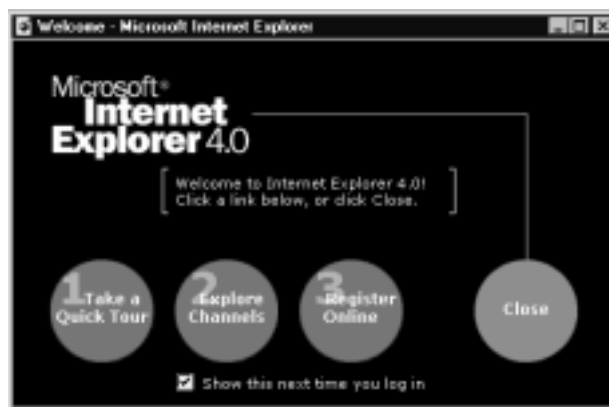 Welcome - Microsoft Internet Explorer
Microsoft®
Internet
Explorer 4.0
Welcome to Internet Explorer 4.0!
Click a link below, or click Close.
1 Take a
Quick Tour
2 Explore
Channels
3 Register
Online
Close
Show this next time you log in